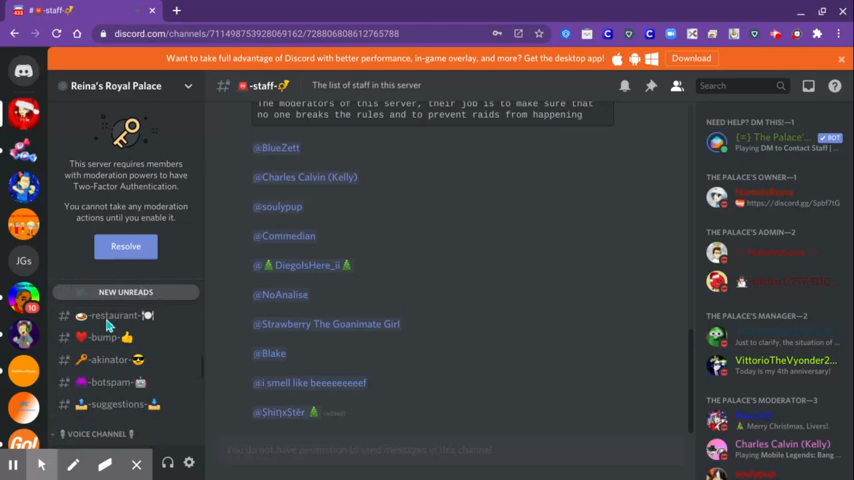 # 📛-staff-🎺
discord.com/channels/711498753928069162/728806808612765788
Want to take full advantage of Discord with better performance, in-game overlay, and more? Get the desktop app!
Download
Reina's Royal Palace
# -staff-
The list of staff in this server
Search
This server requires members
with moderation powers to have
Two-Factor Authentication.
You cannot take any moderation
actions until you enable it.
Resolve
NEW UNREADS
# 🍛-restaurant-🍽
# ❤️-bump-👍
# 🔑-akinator-😎
# 👾-botspam-🤖
# 📤-suggestions-📥
VOICE CHANNEL
JGs
10
Go!
The moderators of this server, their job is to make sure that
no one breaks the rules and to prevent raids from happening
@BlueZett
@Charles Calvin (Kelly)
@soulypup
@Commedian
@🎄DiegoIsHere_ii🎄
@NoAnalise
@Strawberry The Goanimate Girl
@Blake
@i smell like beeeeeeeeef
@ȘhiηxȘtēr 🎄 (edited)
You do not have permission to send messages in this channel.
NEED HELP? DM THIS!—1
{=} The Palace'... ✔ BOT
Playing DM to Contact Staff |...
THE PALACE'S OWNER—1
https://discord.gg/5pbf7tG
THE PALACE'S ADMIN—2
THE PALACE'S MANAGER—2
Just to clarify, the situation of ...
VittorioTheVyonder2...
Today is my 4th anniversary!
THE PALACE'S MODERATOR—2
🎄 Merry Christmas, Livers!.
Charles Calvin (Kelly)
Playing Mobile Legends: Bang ...